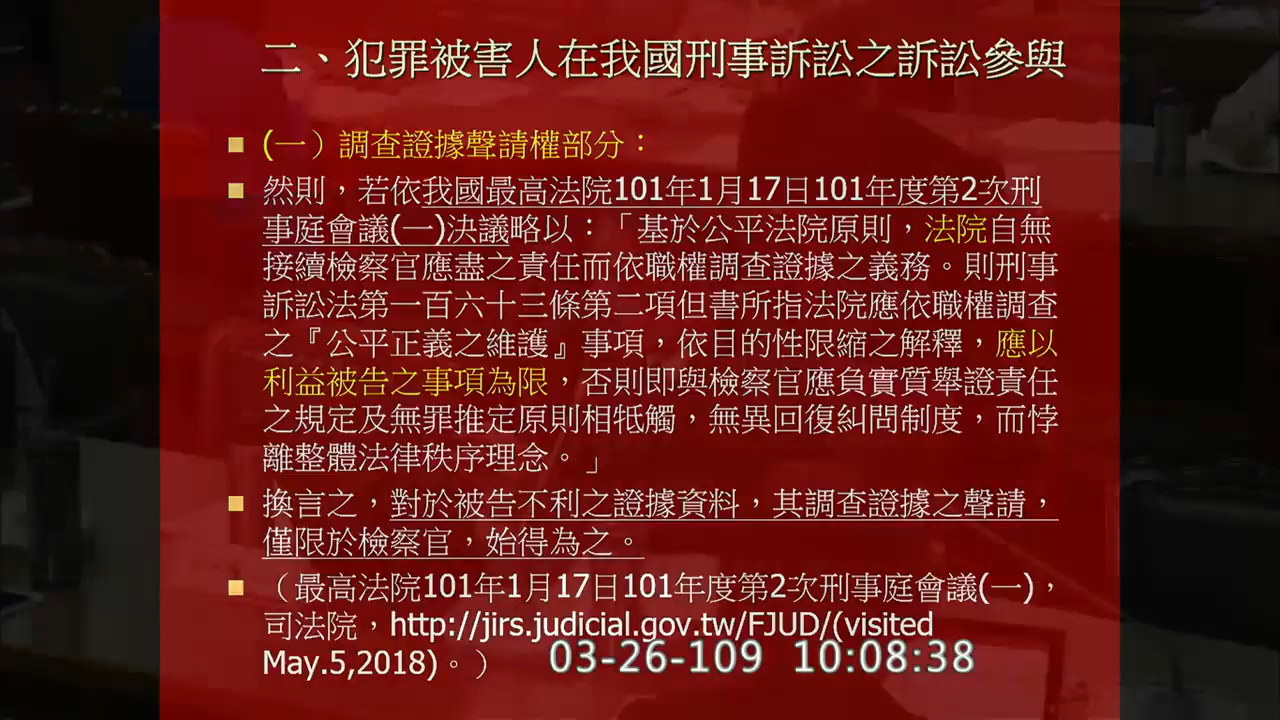 二、犯罪被害人在我國刑事訴訟之訴訟參與
(一）調查證據聲請權部分：
然則，若依我國最高法院101年1月17日101年度第2次刑
事庭會議(一)決議略以：「基於公平法院原則，法院自無
接續檢察官應盡之責任而依職權調查證據之義務。則刑事
訴訟法第一百六十三條第二項但書所指法院應依職權調查
之『公平正義之維護』事項，依目的性限縮之解釋，應以
利益被告之事項為限，否則即與檢察官應負實質舉證責任
之規定及無罪推定原則相牴觸，無異回復糾問制度，而悖
離整體法律秩序理念。」
換言之，對於被告不利之證據資料，其調查證據之聲請，
僅限於檢察官，始得為之。
（最高法院101年1月17日101年度第2次刑事庭會議(一)，
司法院，http://jirs.judicial.gov.tw/FJUD/(visited
May.5,2018)。）
03-26-109 10:08:38